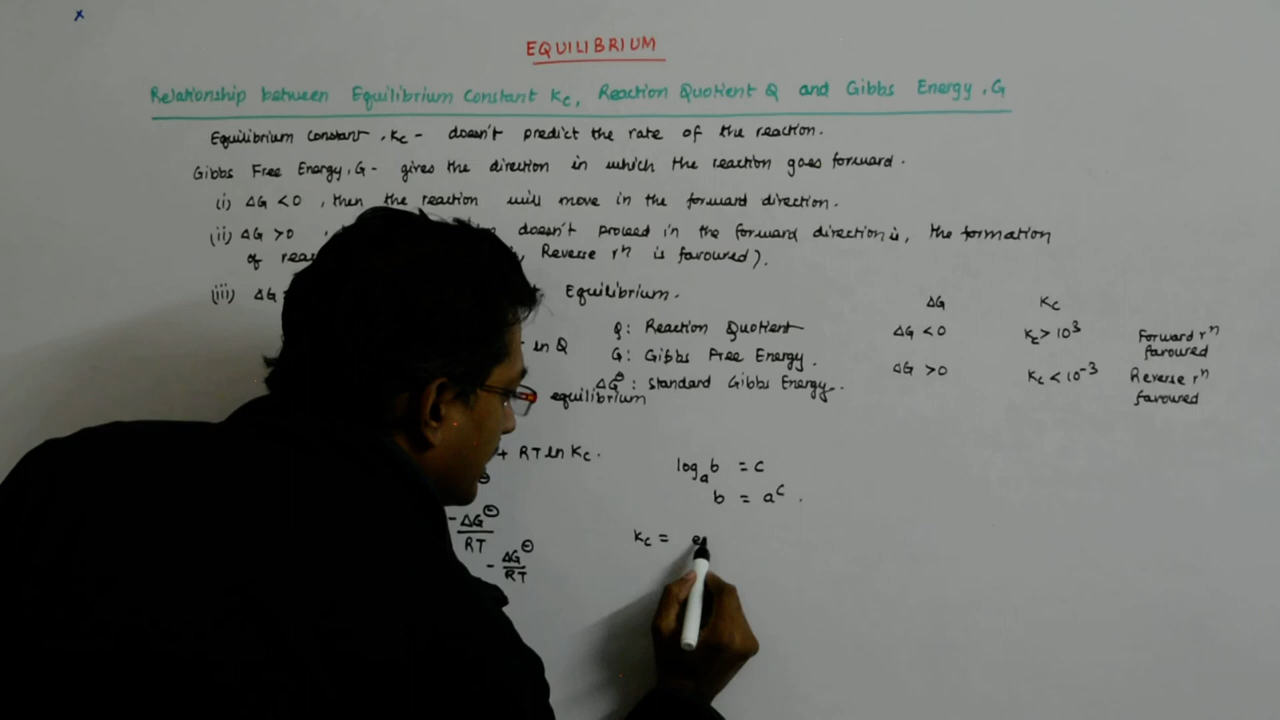 x
EQUILIBRIUM
Relationship between Equilibrium Constant Kc, Reaction Quotient Q and Gibbs Energy, G
Equilibrium constant, Kc - doesn't predict the rate of the reaction.
Gibbs Free Energy, G - gives the direction in which the reaction goes forward.
(i) ΔG < 0, then the reaction will move in the forward direction.
(ii) ΔG > 0 , doesn't proceed in the forward direction ie, the formation
of Reverse rⁿ is favoured).
(iii) ΔG Equilibrium.
ln Q
Q: Reaction Quotient
G: Gibbs Free Energy.
ΔG⊖: Standard Gibbs Energy.
equilibrium
ΔG Kc
ΔG < 0 Kc > 10³ Forward rⁿ
favoured
ΔG > 0 Kc < 10⁻³ Reverse rⁿ
favoured
+ RT ln Kc.
-ΔG⊖
RT
-ΔG⊖
RT
logₐb = c
b = aᶜ.
Kc = e